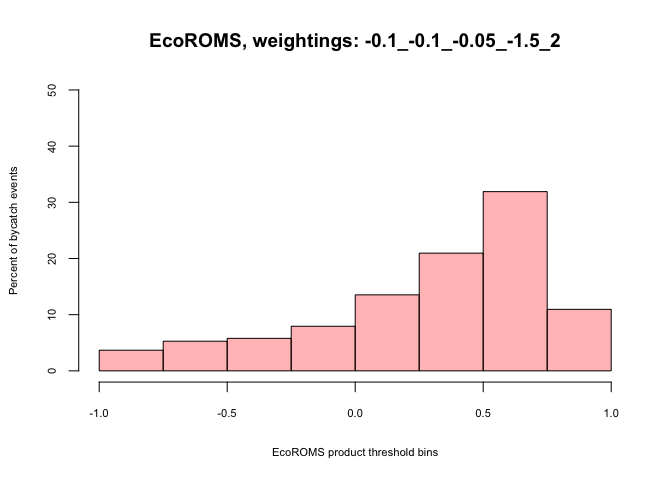 EcoROMS, weightings: -0.1_-0.1_-0.05_-1.5_2
Percent of bycatch events
50
40
30
20
10
0
-1.0 -0.5 0.0 0.5 1.0
EcoROMS product threshold bins